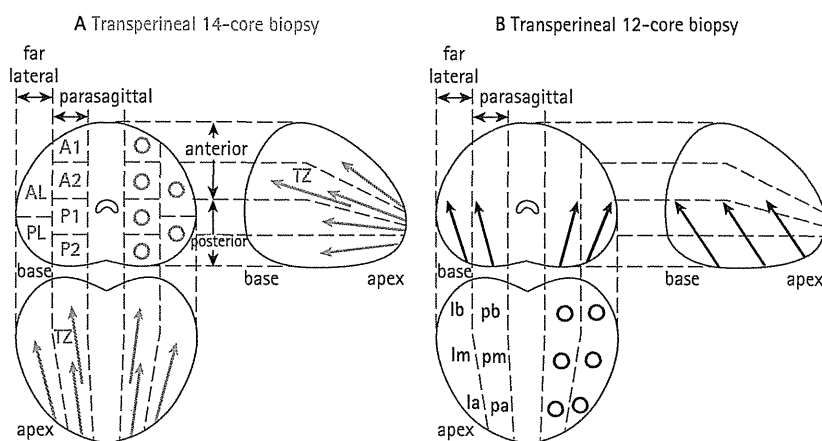 A Transperineal 14-core biopsy
far
lateral
parasagittal
A1
A2
AL
P1
PL
P2
anterior
posterior
TZ
base
base
apex
TZ
apex
B Transperineal 12-core biopsy
far
lateral
parasagittal
base
base
apex
lb pb
lm pm
la pa
apex